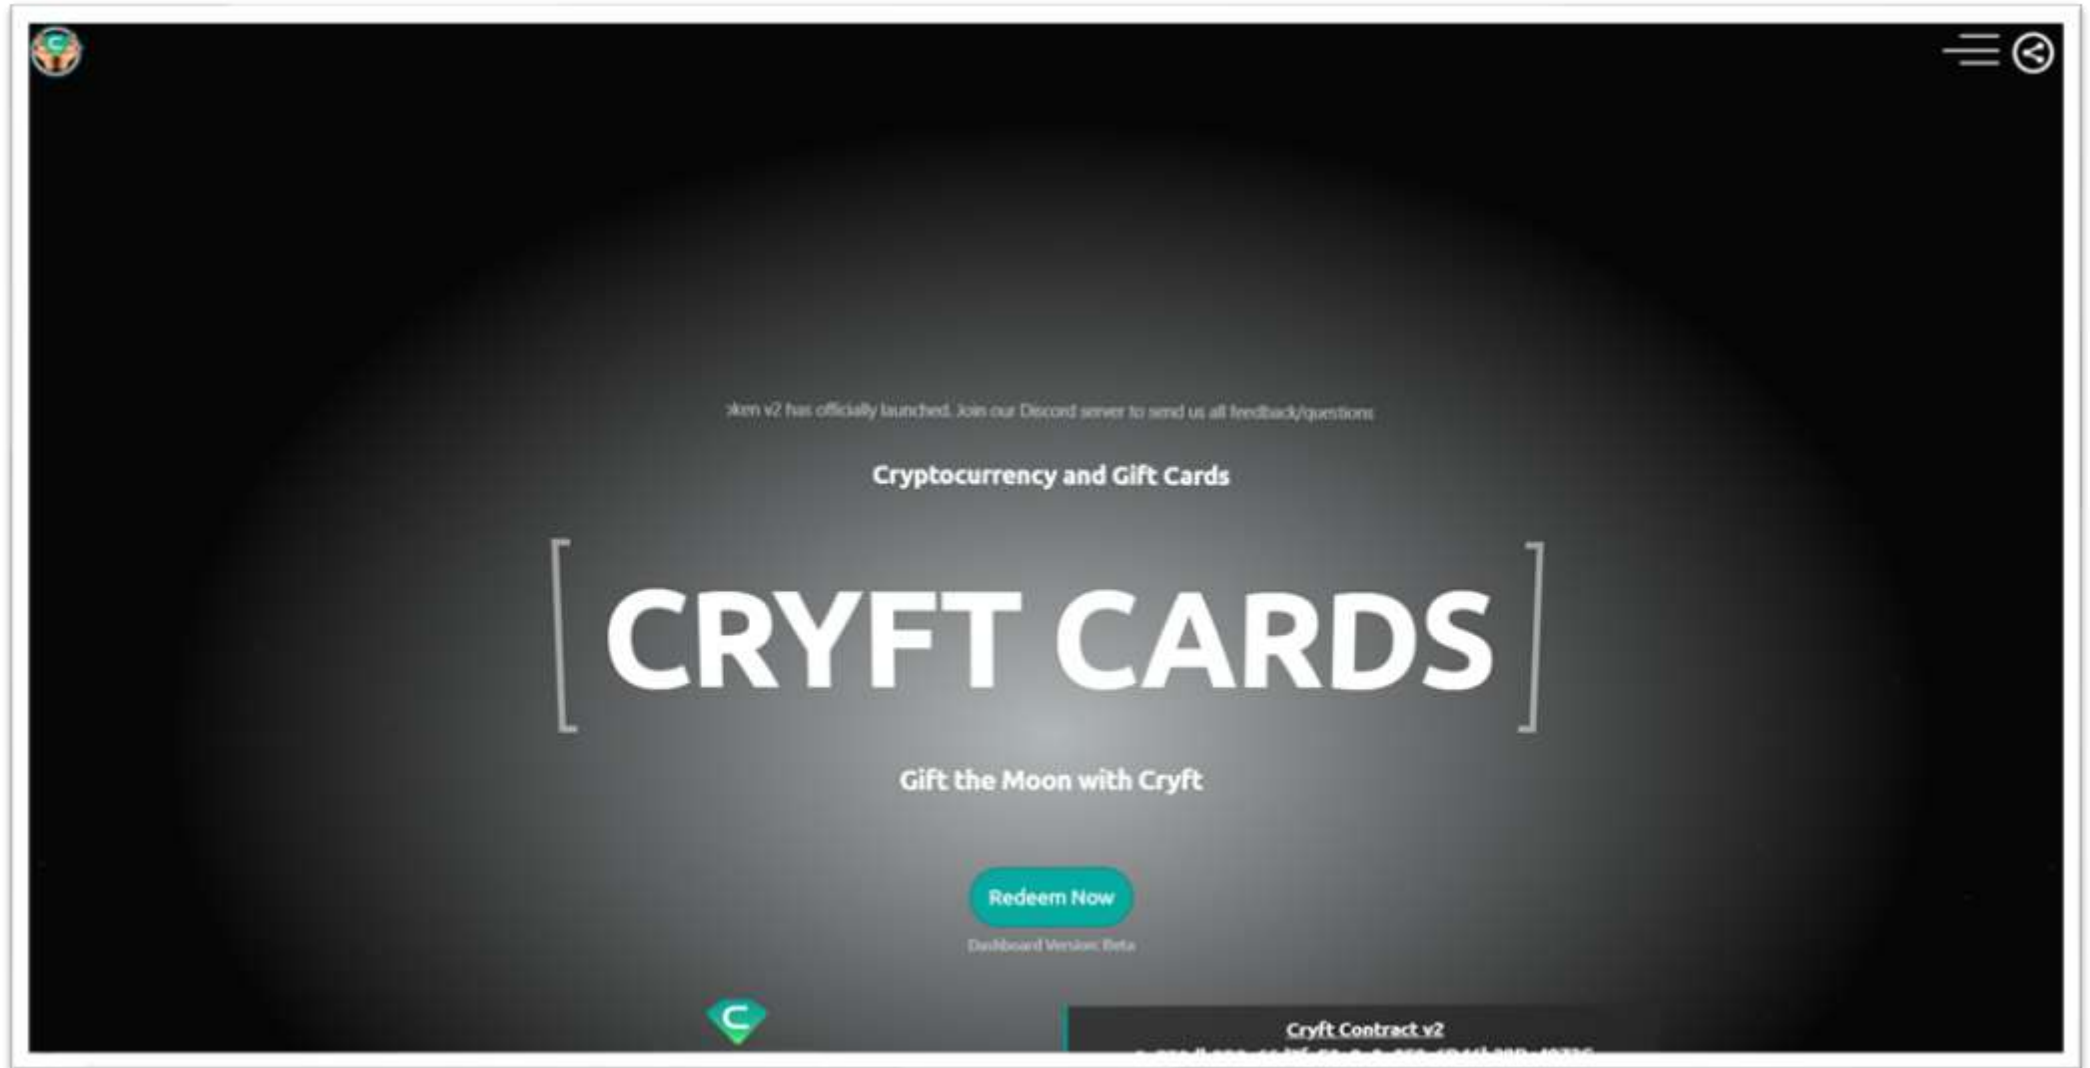 v2 has officially launched. Join our Discord server to send us all feedback/questions
Cryptocurrency and Gift Cards
[ CRYFT CARDS ]
Gift the Moon with Cryft
Redeem Now
Dashboard Version: Beta
C
Cryft Contract v2